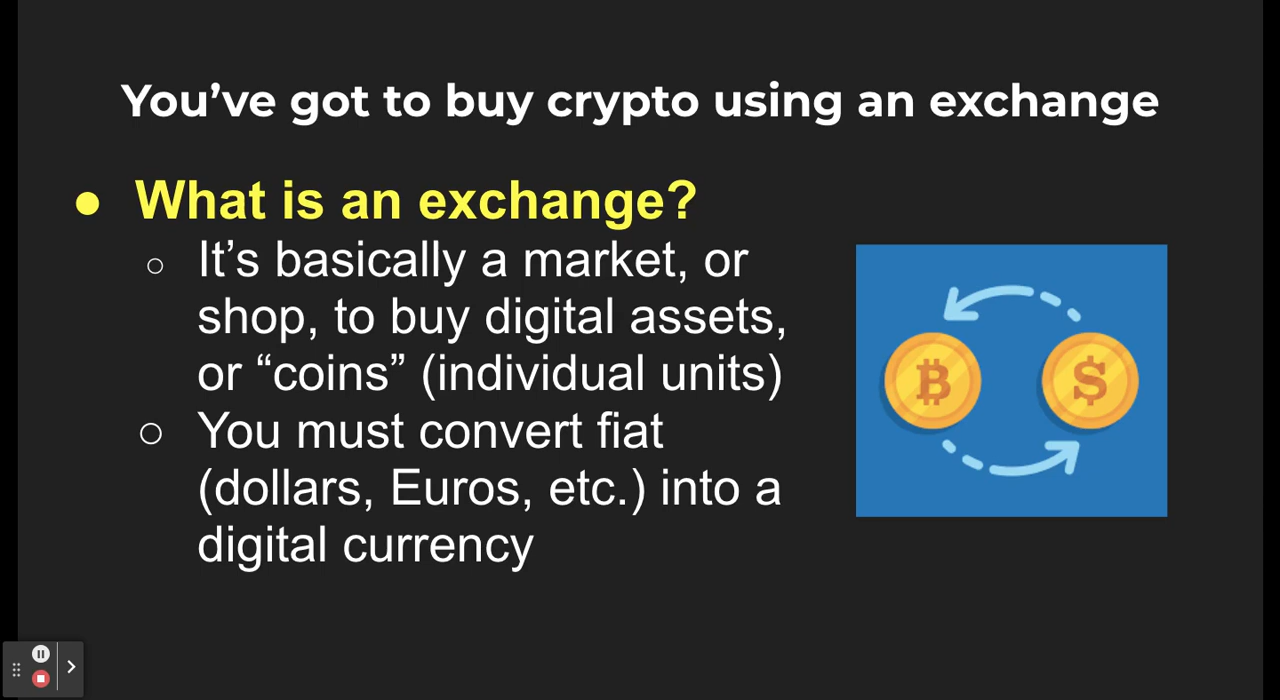 You’ve got to buy crypto using an exchange
● What is an exchange?
○ It’s basically a market, or
shop, to buy digital assets,
or “coins” (individual units)
○ You must convert fiat
(dollars, Euros, etc.) into a
digital currency
₿ $